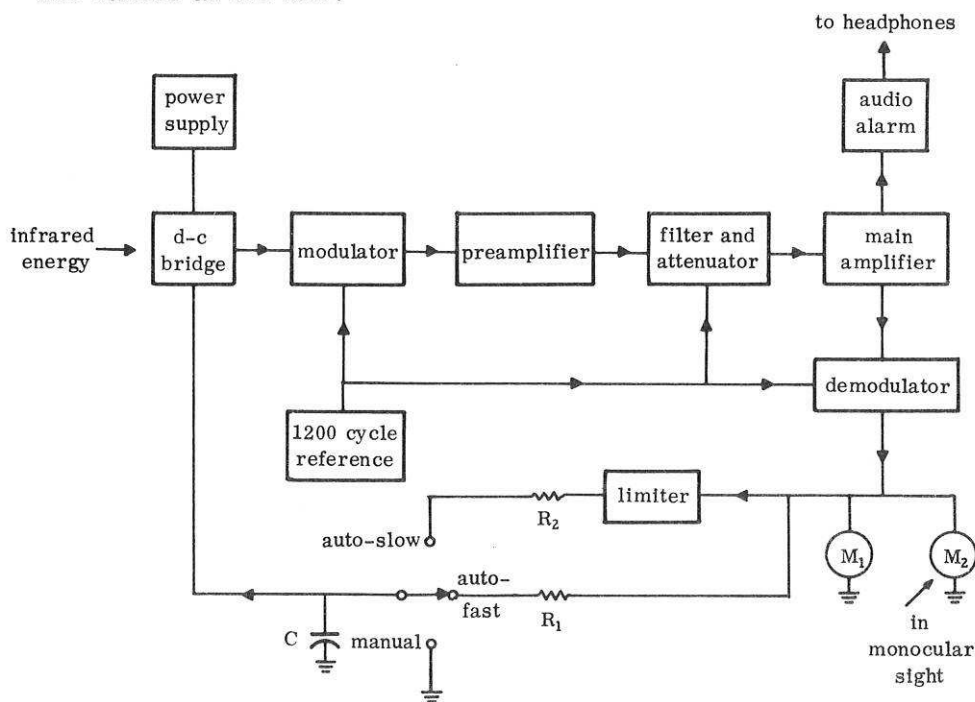 to headphones
power
supply
audio
alarm
infrared
energy
d-c
bridge
modulator
preamplifier
filter and
attenuator
main
amplifier
demodulator
1200 cycle
reference
limiter
R2
auto-slow
M1
M2
auto-
fast
R1
C
manual
in
monocular
sight